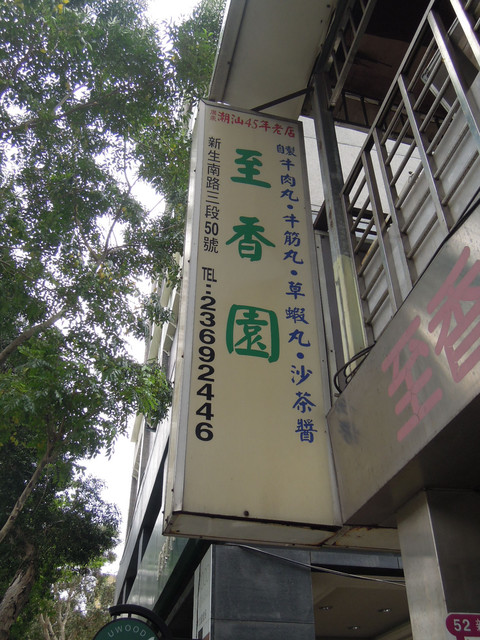 潮汕45年老店
自製牛肉丸・牛筋丸・草蝦丸・沙茶醬
至香園
新生南路三段50號 TEL:23692446
至香
UWOOD
52